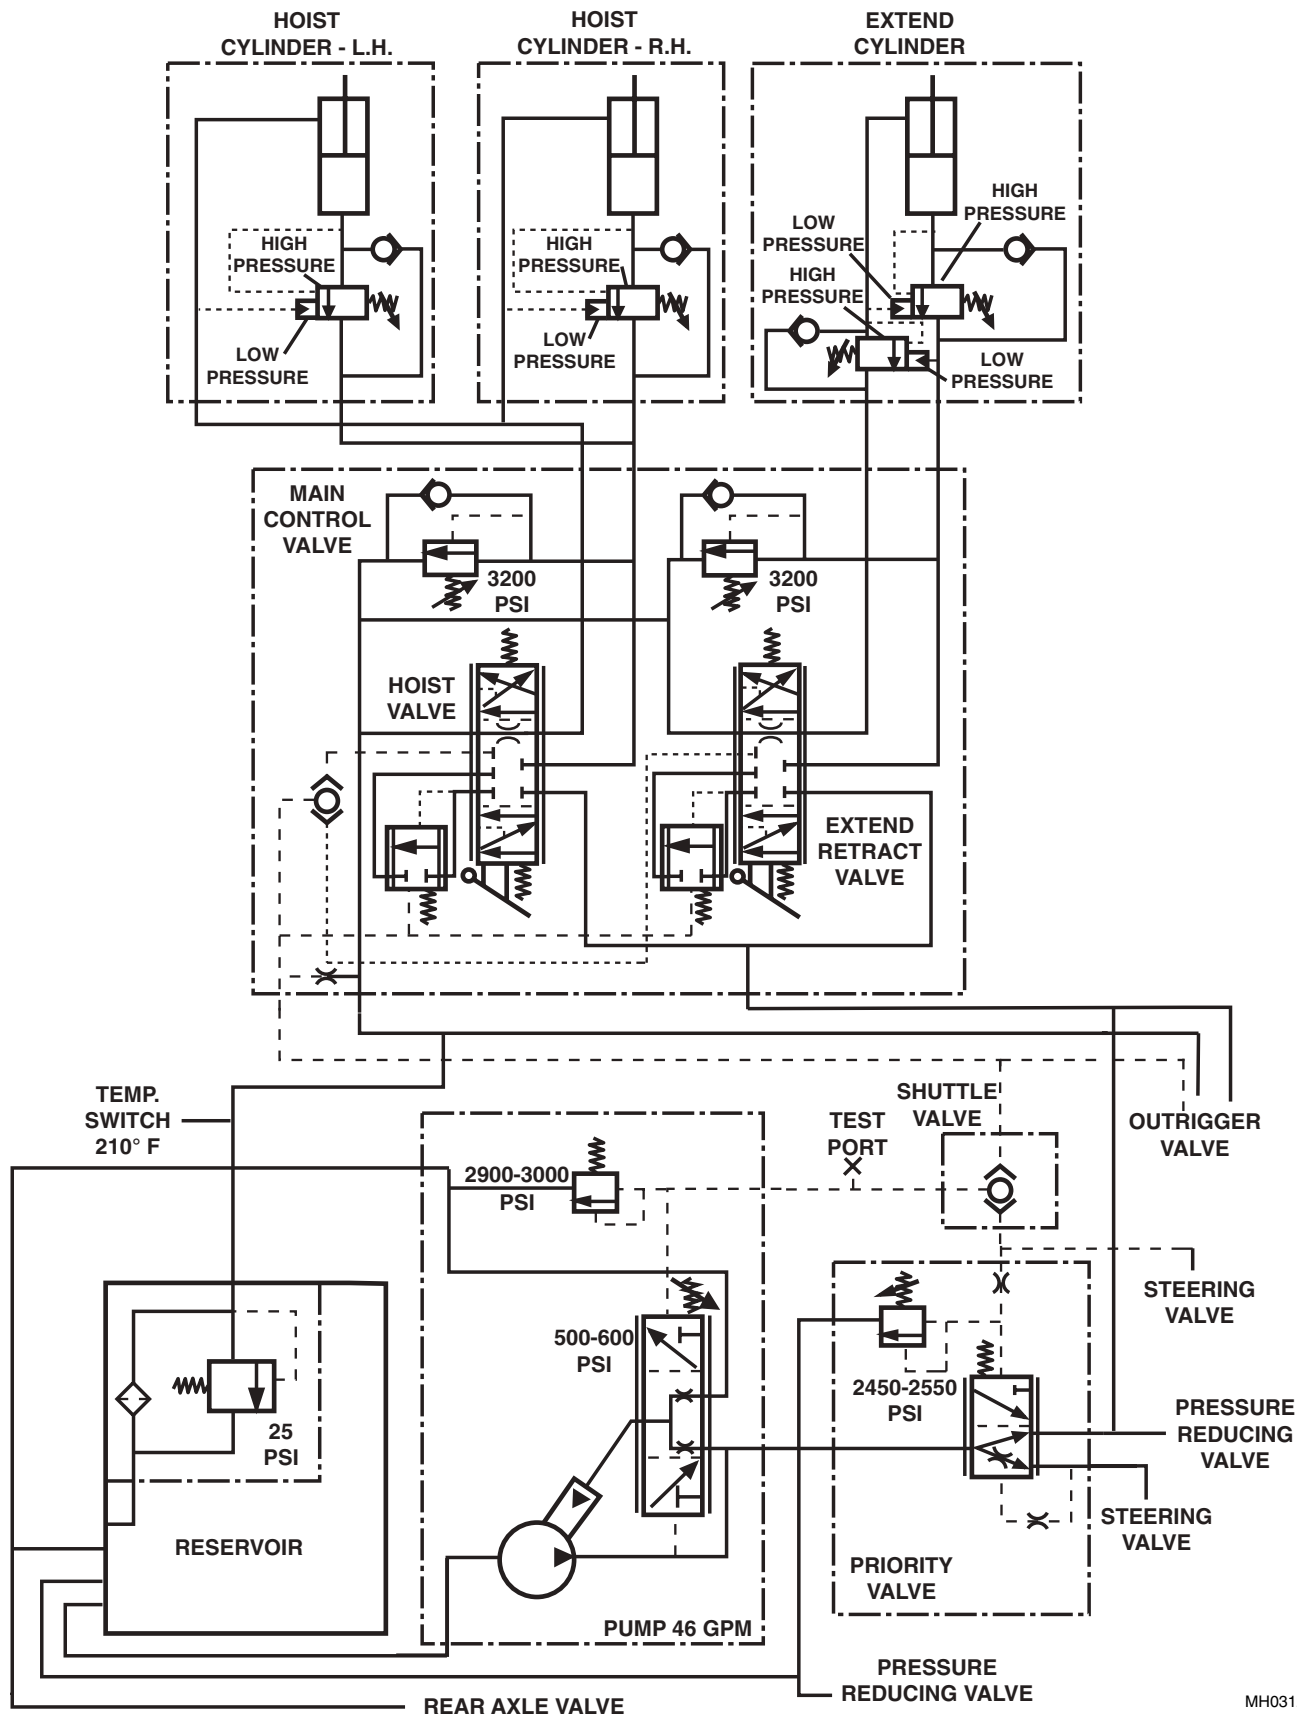 HOIST
CYLINDER - L.H.
HOIST
CYLINDER - R.H.
EXTEND
CYLINDER
HIGH
PRESSURE
LOW
PRESSURE
HIGH
PRESSURE
LOW
PRESSURE
HIGH
PRESSURE
LOW
PRESSURE
HIGH
PRESSURE
LOW
PRESSURE
MAIN
CONTROL
VALVE
3200
PSI
3200
PSI
HOIST
VALVE
EXTEND
RETRACT
VALVE
TEMP.
SWITCH
210° F
SHUTTLE
VALVE
TEST
PORT
OUTRIGGER
VALVE
2900-3000
PSI
STEERING
VALVE
500-600
PSI
2450-2550
PSI
PRESSURE
REDUCING
VALVE
25
PSI
STEERING
VALVE
RESERVOIR
PRIORITY
VALVE
PUMP 46 GPM
PRESSURE
REDUCING VALVE
REAR AXLE VALVE
MH031